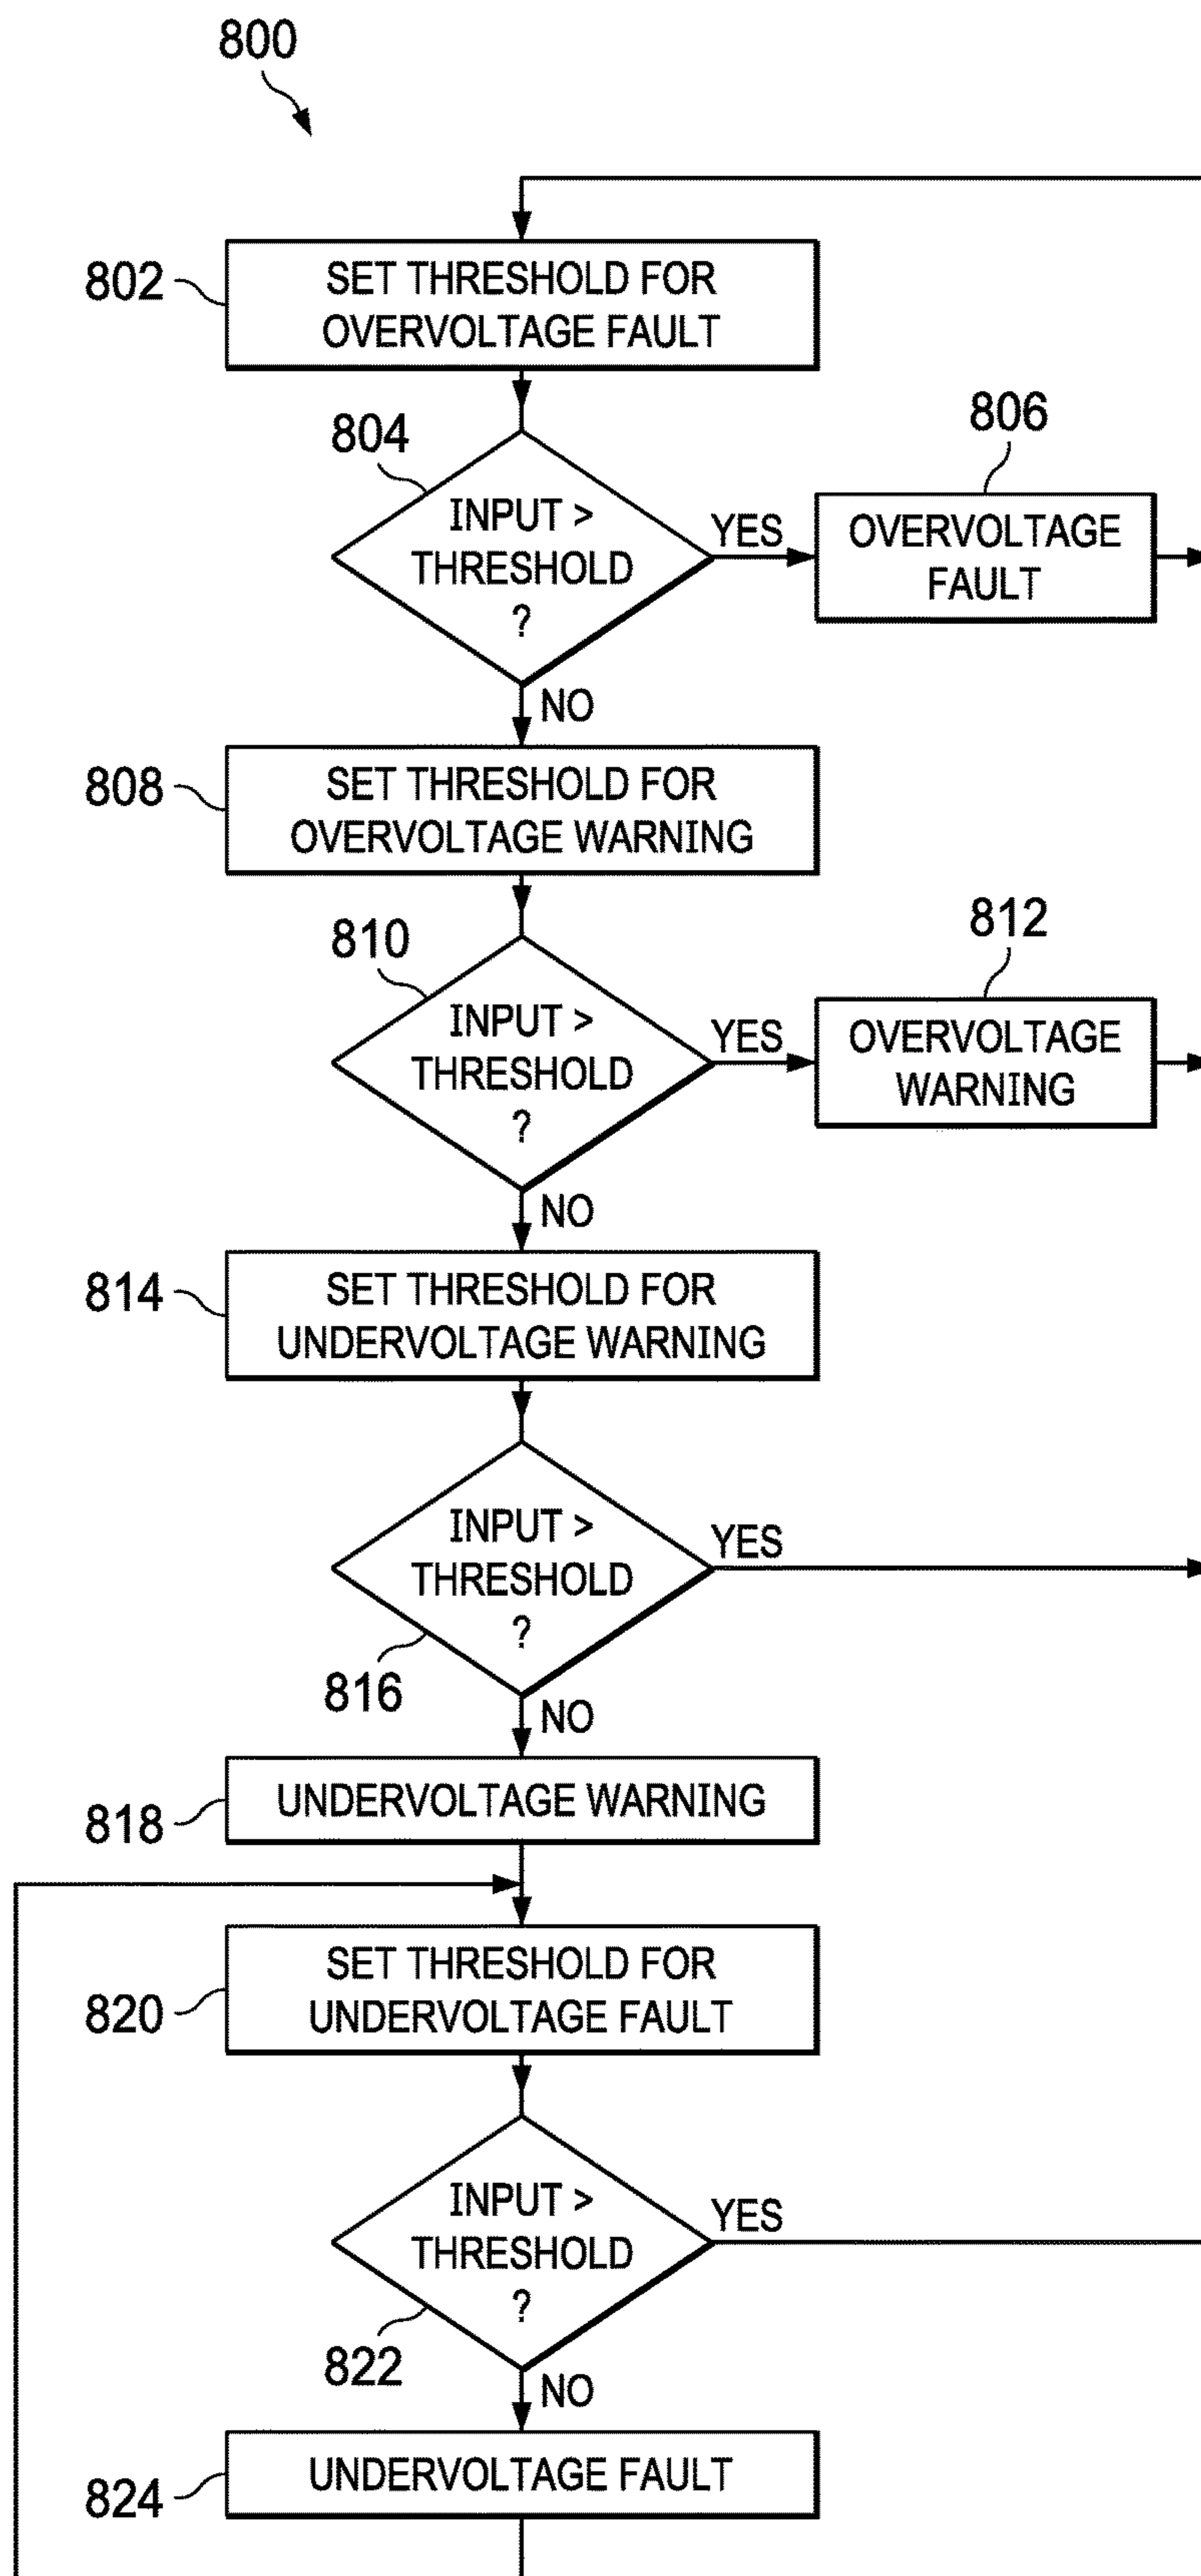 800
802
SET THRESHOLD FOR
OVERVOLTAGE FAULT
804
INPUT >
THRESHOLD
?
YES
806
OVERVOLTAGE
FAULT
NO
808
SET THRESHOLD FOR
OVERVOLTAGE WARNING
810
INPUT >
THRESHOLD
?
YES
812
OVERVOLTAGE
WARNING
NO
814
SET THRESHOLD FOR
UNDERVOLTAGE WARNING
INPUT >
THRESHOLD
?
YES
816
NO
818
UNDERVOLTAGE WARNING
820
SET THRESHOLD FOR
UNDERVOLTAGE FAULT
INPUT >
THRESHOLD
?
YES
822
NO
824
UNDERVOLTAGE FAULT